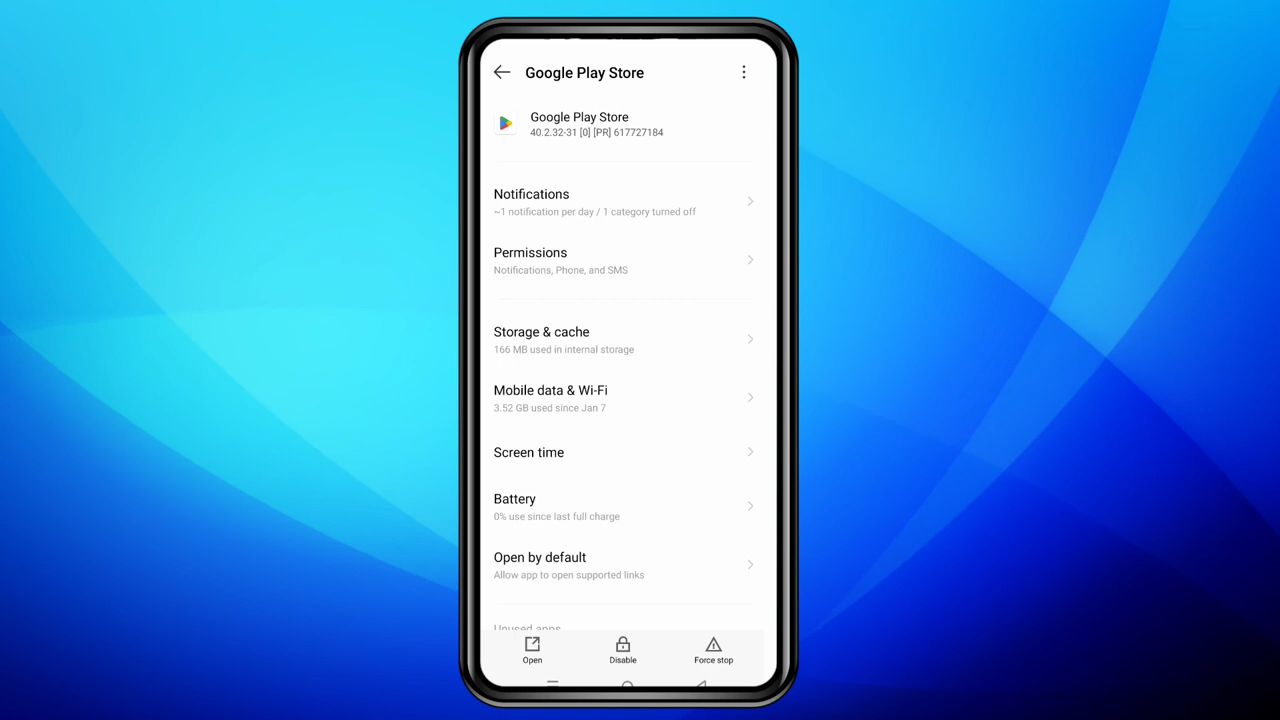 Google Play Store
Google Play Store
40.2.32-31 [0] [PR] 617727184
Notifications
~1 notification per day / 1 category turned off
Permissions
Notifications, Phone, and SMS
Storage & cache
166 MB used in internal storage
Mobile data & Wi-Fi
3.52 GB used since Jan 7
Screen time
Battery
0% use since last full charge
Open by default
Allow app to open supported links
Unused apps
Open
Disable
Force stop